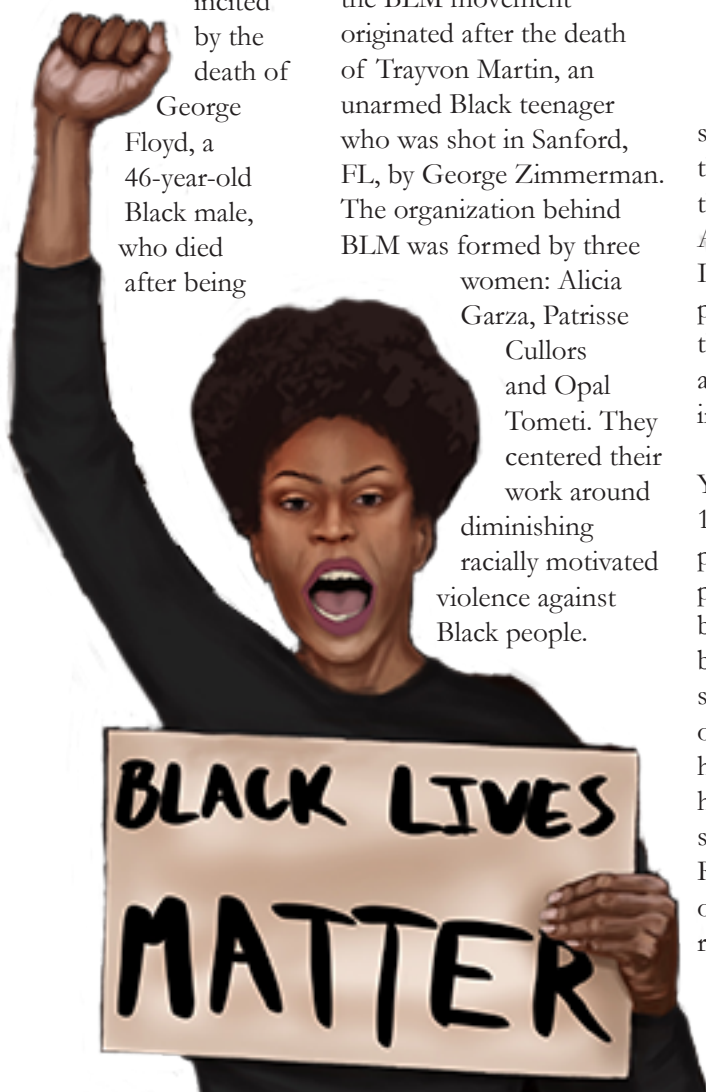 incited
by the
death of
George
Floyd, a
46-year-old
Black male,
who died
after being
the BLM movement
originated after the death
of Trayvon Martin, an
unarmed Black teenager
who was shot in Sanford,
FL, by George Zimmerman.
The organization behind
BLM was formed by three
women: Alicia
Garza, Patrisse
Cullors
and Opal
Tometi. They
centered their
work around
diminishing
racially motivated
violence against
Black people.
BLACK LIVES
MATTER